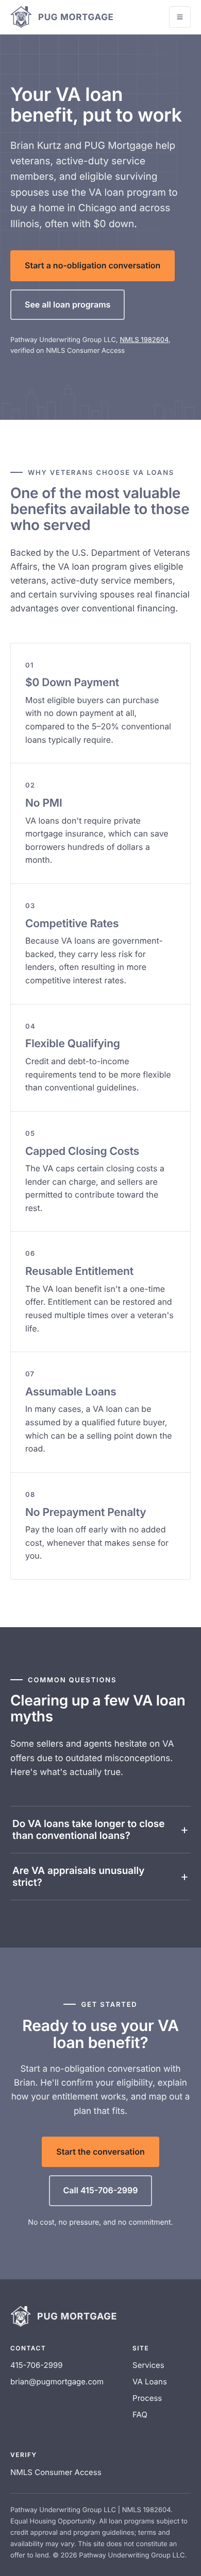 PUG MORTGAGE
Your VA loan
benefit, put to work
Brian Kurtz and PUG Mortgage help
veterans, active-duty service
members, and eligible surviving
spouses use the VA loan program to
buy a home in Chicago and across
Illinois, often with $0 down.
Start a no-obligation conversation
See all loan programs
Pathway Underwriting Group LLC, NMLS 1982604,
verified on NMLS Consumer Access
WHY VETERANS CHOOSE VA LOANS
One of the most valuable
benefits available to those
who served
Backed by the U.S. Department of Veterans
Affairs, the VA loan program gives eligible
veterans, active-duty service members,
and certain surviving spouses real financial
advantages over conventional financing.
01
$0 Down Payment
Most eligible buyers can purchase
with no down payment at all,
compared to the 5–20% conventional
loans typically require.
02
No PMI
VA loans don't require private
mortgage insurance, which can save
borrowers hundreds of dollars a
month.
03
Competitive Rates
Because VA loans are government-
backed, they carry less risk for
lenders, often resulting in more
competitive interest rates.
04
Flexible Qualifying
Credit and debt-to-income
requirements tend to be more flexible
than conventional guidelines.
05
Capped Closing Costs
The VA caps certain closing costs a
lender can charge, and sellers are
permitted to contribute toward the
rest.
06
Reusable Entitlement
The VA loan benefit isn't a one-time
offer. Entitlement can be restored and
reused multiple times over a veteran's
life.
07
Assumable Loans
In many cases, a VA loan can be
assumed by a qualified future buyer,
which can be a selling point down the
road.
08
No Prepayment Penalty
Pay the loan off early with no added
cost, whenever that makes sense for
you.
COMMON QUESTIONS
Clearing up a few VA loan
myths
Some sellers and agents hesitate on VA
offers due to outdated misconceptions.
Here's what's actually true.
Do VA loans take longer to close
than conventional loans? +
Are VA appraisals unusually
strict? +
GET STARTED
Ready to use your VA
loan benefit?
Start a no-obligation conversation with
Brian. He'll confirm your eligibility, explain
how your entitlement works, and map out a
plan that fits.
Start the conversation
Call 415-706-2999
No cost, no pressure, and no commitment.
PUG MORTGAGE
CONTACT
415-706-2999
brian@pugmortgage.com
SITE
Services
VA Loans
Process
FAQ
VERIFY
NMLS Consumer Access
Pathway Underwriting Group LLC | NMLS 1982604.
Equal Housing Opportunity. All loan programs subject to
credit approval and program guidelines; terms and
availability may vary. This site does not constitute an
offer to lend. © 2026 Pathway Underwriting Group LLC.